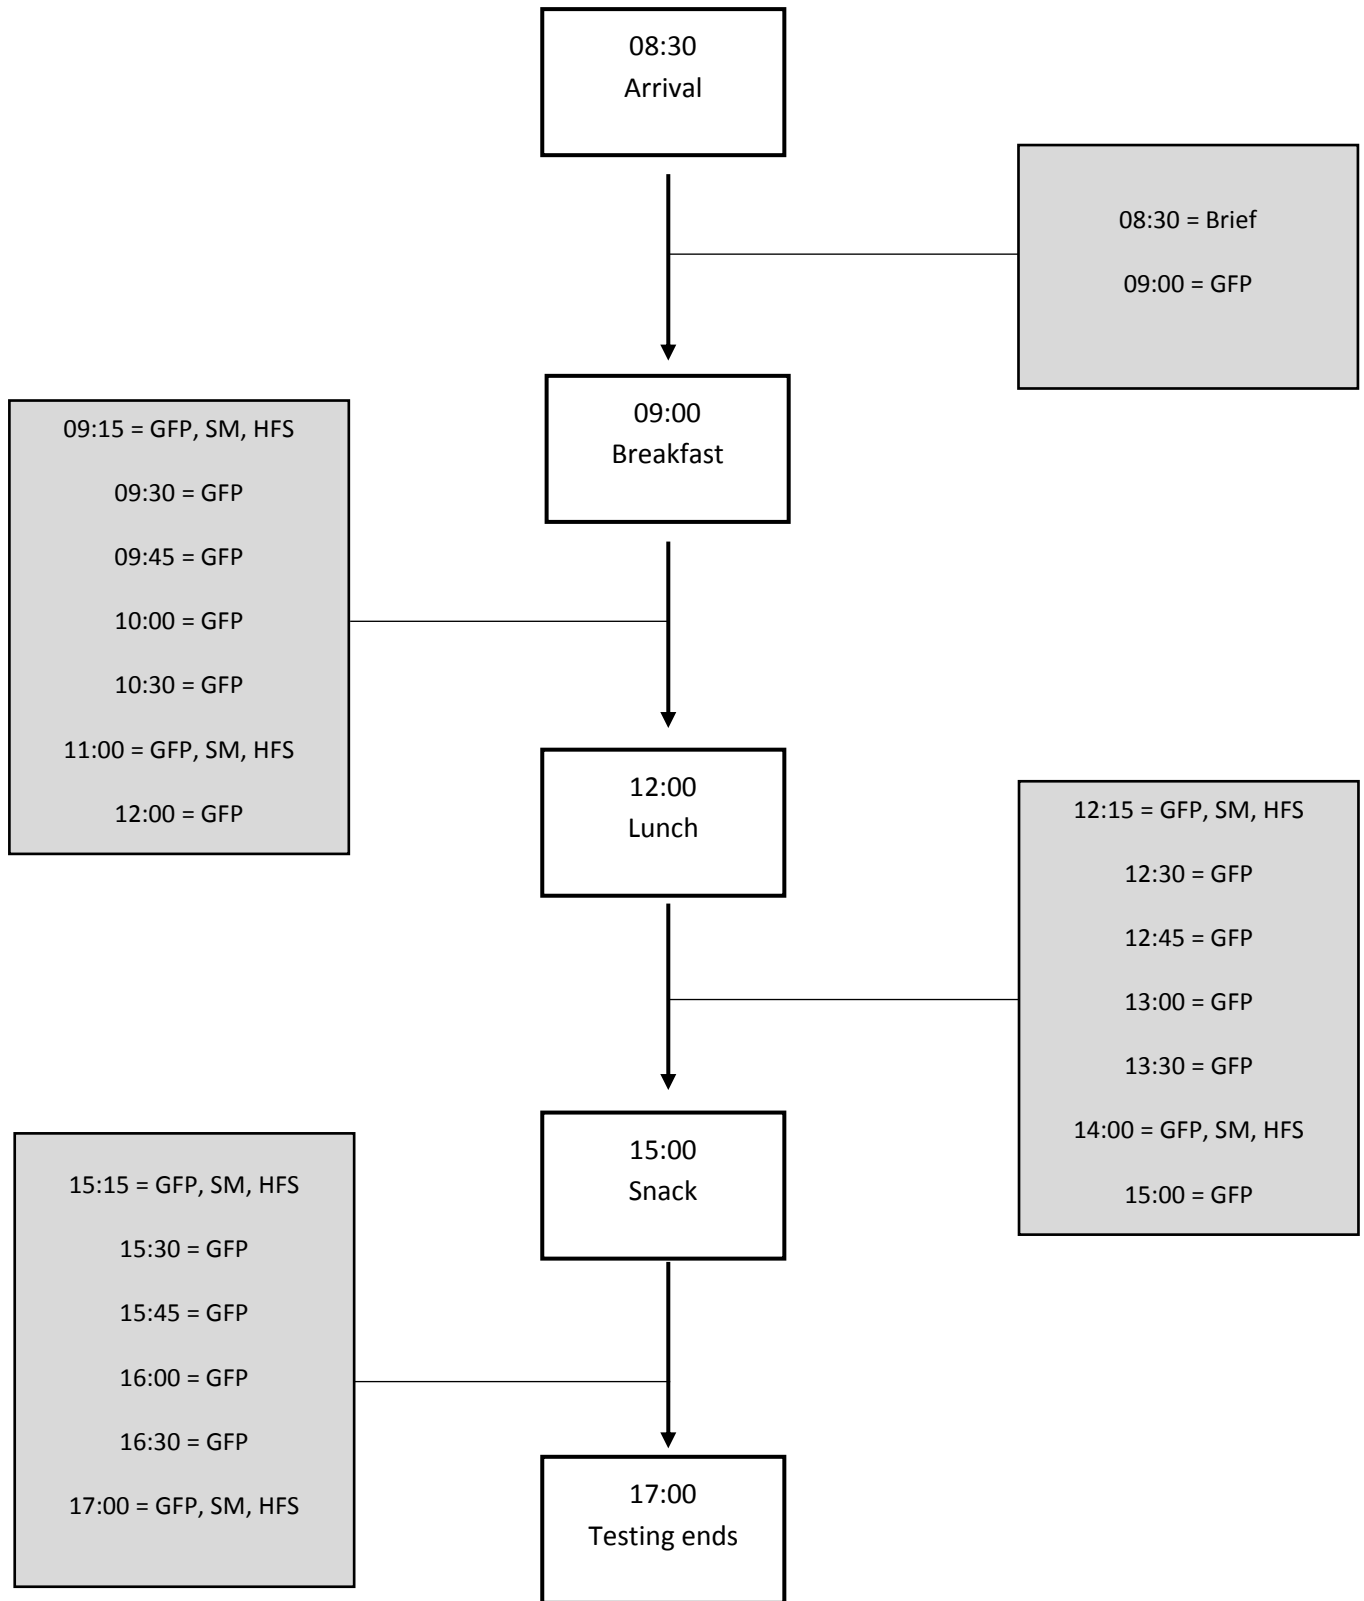 08:30
Arrival
08:30 = Brief
09:00 = GFP
09:00
Breakfast
09:15 = GFP, SM, HFS
09:30 = GFP
09:45 = GFP
10:00 = GFP
10:30 = GFP
11:00 = GFP, SM, HFS
12:00 = GFP
12:00
Lunch
12:15 = GFP, SM, HFS
12:30 = GFP
12:45 = GFP
13:00 = GFP
13:30 = GFP
14:00 = GFP, SM, HFS
15:00 = GFP
15:00
Snack
15:15 = GFP, SM, HFS
15:30 = GFP
15:45 = GFP
16:00 = GFP
16:30 = GFP
17:00 = GFP, SM, HFS
17:00
Testing ends